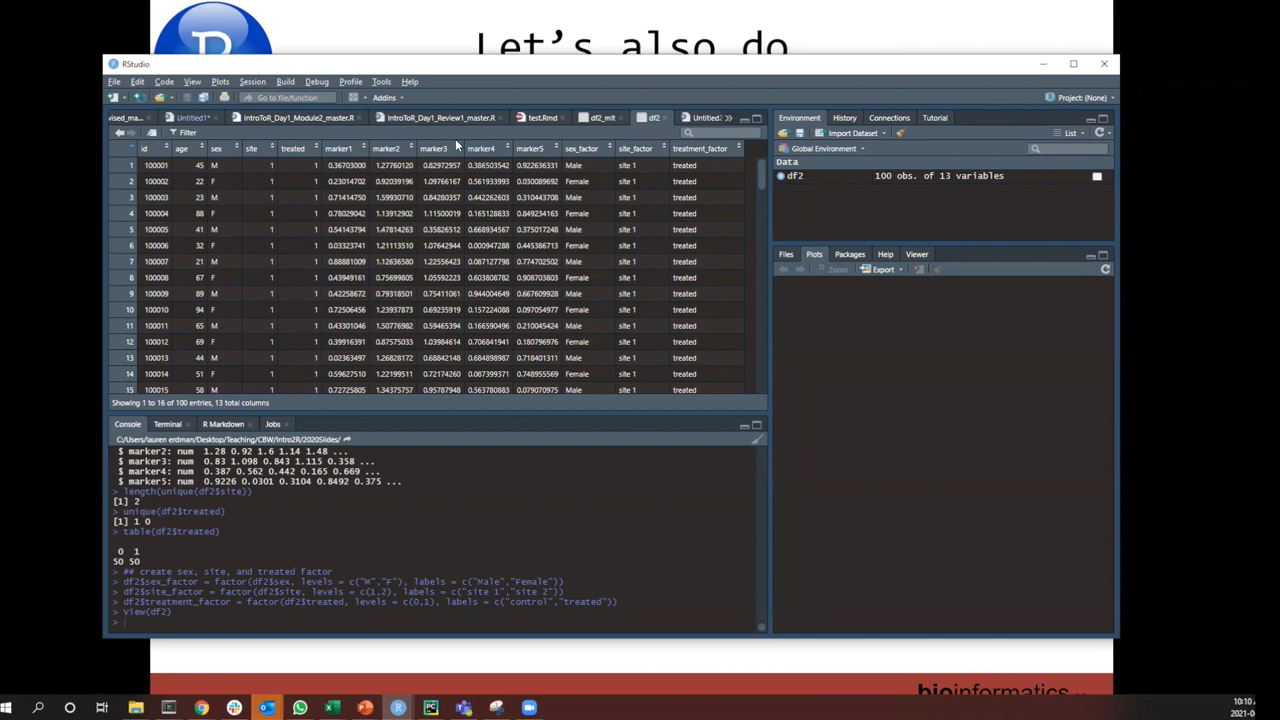 Let's also do
R
RStudio
File Edit Code View Plots Session Build Debug Profile Tools Help
Go to file/function Addins Project: (None)
Untitled1* IntroToR_Day1_Module2_master.R IntroToR_Day1_Review1_master.R test.Rmd df2_mlt df2 Untitled2
Filter
id age sex site treated marker1 marker2 marker3 marker4 marker5 sex_factor site_factor treatment_factor
1 100001 45 M 1 1 0.36703000 1.27760120 0.82972957 0.386503542 0.922636331 Male site 1 treated
2 100002 22 F 1 1 0.23014702 0.92039196 1.09766167 0.561933993 0.030089692 Female site 1 treated
3 100003 23 M 1 1 0.71414750 1.59930710 0.84280357 0.442262603 0.310443708 Male site 1 treated
4 100004 88 F 1 1 0.78029042 1.13912902 1.11500019 0.165128833 0.849234163 Female site 1 treated
5 100005 41 M 1 1 0.54143794 1.47814263 0.35826512 0.668934567 0.375017248 Male site 1 treated
6 100006 32 F 1 1 0.03323741 1.21113510 1.07642944 0.000947288 0.445386713 Female site 1 treated
7 100007 21 M 1 1 0.88881009 1.12636580 1.22556423 0.087127798 0.774702502 Male site 1 treated
8 100008 67 F 1 1 0.43949161 0.75699805 1.05592223 0.603808782 0.908703803 Female site 1 treated
9 100009 89 M 1 1 0.42258672 0.79318501 0.75411061 0.944004649 0.667609928 Male site 1 treated
10 100010 94 F 1 1 0.72506456 1.23937873 0.69235919 0.157224088 0.097054977 Female site 1 treated
11 100011 65 M 1 1 0.43301046 1.50776982 0.59465394 0.166590496 0.210045424 Male site 1 treated
12 100012 69 F 1 1 0.39916391 0.87575033 1.03984614 0.706841941 0.180796976 Female site 1 treated
13 100013 44 M 1 1 0.02363497 1.26828172 0.68842148 0.684898987 0.718401311 Male site 1 treated
14 100014 51 F 1 1 0.59627510 1.22199511 0.72174260 0.087399371 0.748955569 Female site 1 treated
15 100015 58 M 1 1 0.72725805 1.34375757 0.95787948 0.563780883 0.079070975 Male site 1 treated
Showing 1 to 16 of 100 entries, 13 total columns
Environment History Connections Tutorial
Import Dataset List
Global Environment
Data
df2 100 obs. of 13 variables
Files Plots Packages Help Viewer
Zoom Export
Console Terminal R Markdown Jobs
C:/Users/lauren erdman/Desktop/Teaching/CBW/Intro2R/2020Slides/
$ marker2: num 1.28 0.92 1.6 1.14 1.48 ...
$ marker3: num 0.83 1.098 0.843 1.115 0.358 ...
$ marker4: num 0.387 0.562 0.442 0.165 0.669 ...
$ marker5: num 0.9226 0.0301 0.3104 0.8492 0.375 ...
> length(unique(df2$site))
[1] 2
> unique(df2$treated)
[1] 1 0
> table(df2$treated)
0 1
50 50
> ## create sex, site, and treated factor
> df2$sex_factor = factor(df2$sex, levels = c("M","F"), labels = c("Male","Female"))
> df2$site_factor = factor(df2$site, levels = c(1,2), labels = c("site 1","site 2"))
> df2$treatment_factor = factor(df2$treated, levels = c(0,1), labels = c("control","treated"))
> View(df2)
>
bioinformatics
10:10